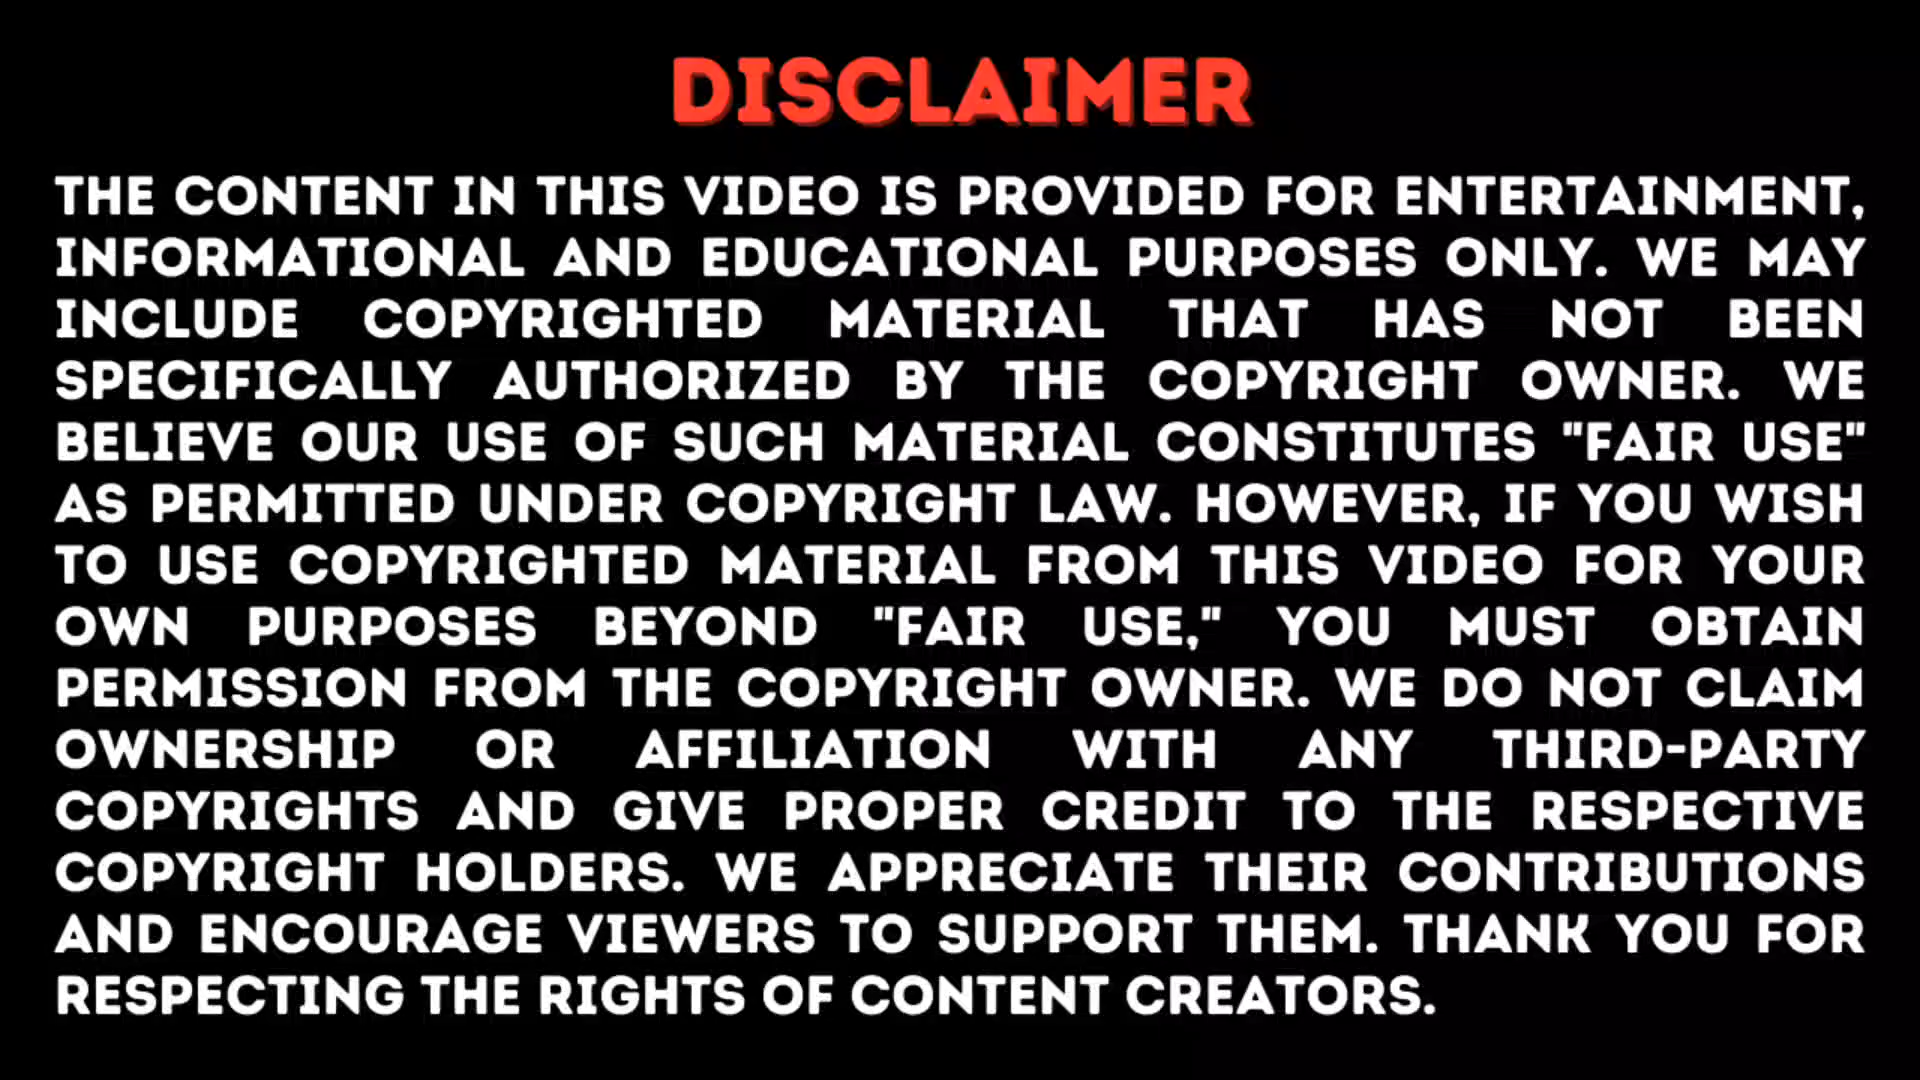 DISCLAIMER
THE CONTENT IN THIS VIDEO IS PROVIDED FOR ENTERTAINMENT,
INFORMATIONAL AND EDUCATIONAL PURPOSES ONLY. WE MAY
INCLUDE COPYRIGHTED MATERIAL THAT HAS NOT BEEN
SPECIFICALLY AUTHORIZED BY THE COPYRIGHT OWNER. WE
BELIEVE OUR USE OF SUCH MATERIAL CONSTITUTES "FAIR USE"
AS PERMITTED UNDER COPYRIGHT LAW. HOWEVER, IF YOU WISH
TO USE COPYRIGHTED MATERIAL FROM THIS VIDEO FOR YOUR
OWN PURPOSES BEYOND "FAIR USE," YOU MUST OBTAIN
PERMISSION FROM THE COPYRIGHT OWNER. WE DO NOT CLAIM
OWNERSHIP OR AFFILIATION WITH ANY THIRD-PARTY
COPYRIGHTS AND GIVE PROPER CREDIT TO THE RESPECTIVE
COPYRIGHT HOLDERS. WE APPRECIATE THEIR CONTRIBUTIONS
AND ENCOURAGE VIEWERS TO SUPPORT THEM. THANK YOU FOR
RESPECTING THE RIGHTS OF CONTENT CREATORS.